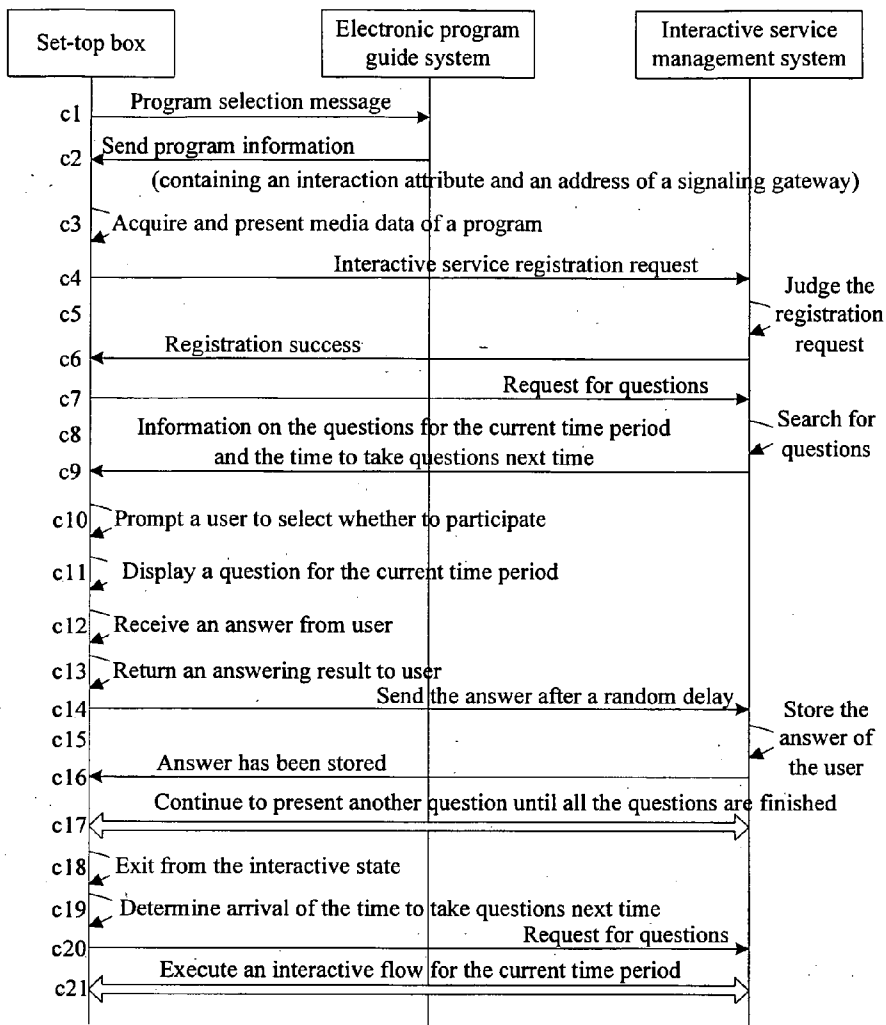 Set-top box
Electronic program
guide system
Interactive service
management system
c1
Program selection message
c2
Send program information
(containing an interaction attribute and an address of a signaling gateway)
c3
Acquire and present media data of a program
c4
Interactive service registration request
c5
Judge the
registration
request
c6
Registration success
c7
Request for questions
c8
Search for
questions
Information on the questions for the current time period
and the time to take questions next time
c9
c10
Prompt a user to select whether to participate
c11
Display a question for the current time period
c12
Receive an answer from user
c13
Return an answering result to user
c14
Send the answer after a random delay
c15
Store the
answer of
the user
c16
Answer has been stored
Continue to present another question until all the questions are finished
c17
c18
Exit from the interactive state
c19
Determine arrival of the time to take questions next time
c20
Request for questions
Execute an interactive flow for the current time period
c21